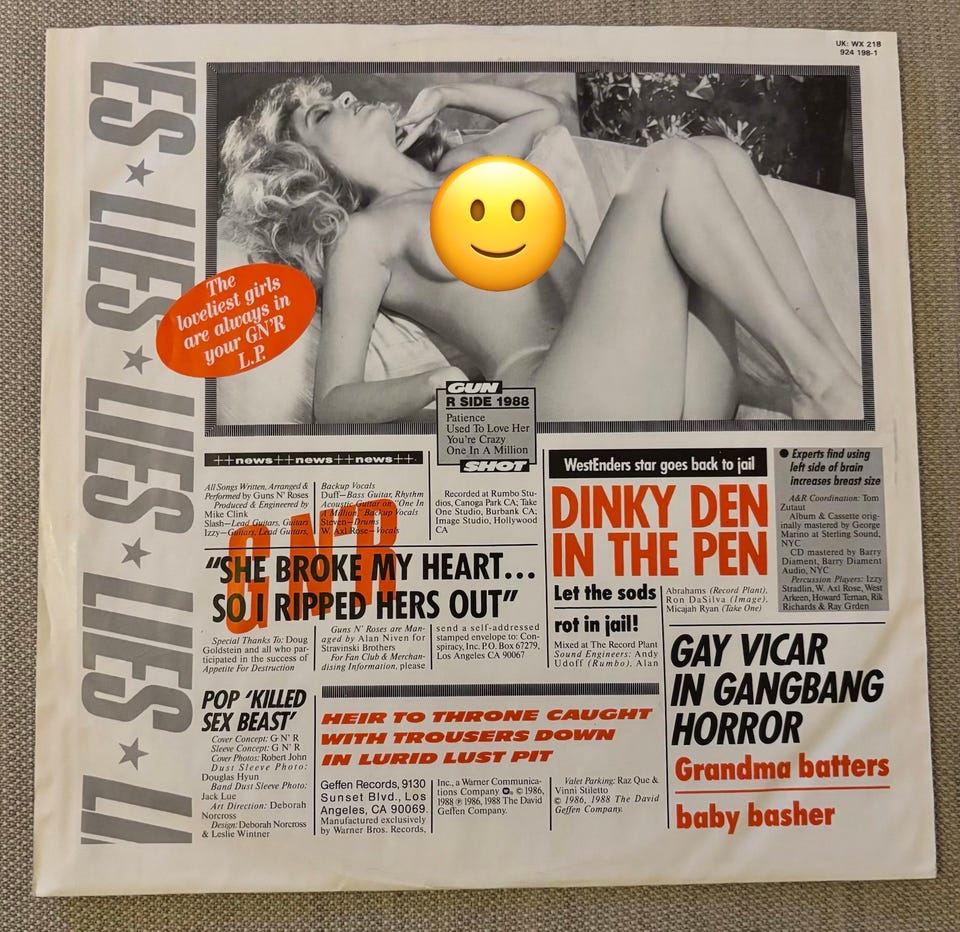 UK: WX 218
924 198-1
IES ★ LIES ★ LIES ★ LIES ★ LI
The
loveliest girls
are always in
your GN'R
L.P.
GUN
R SIDE 1988
Patience
Used To Love Her
You're Crazy
One In A Million
SHOT
++news++news++news++
All Songs Written, Arranged &
Performed by Guns N' Roses
Produced & Engineered by
Mike Clink
Slash—Lead Guitars, Guitars
Izzy—Guitars, Lead Guitars,
Backup Vocals
Duff—Bass Guitar, Rhythm
Acoustic Guitar on "One In
A Million", Backup Vocals
Steven—Drums
W. Axl Rose—Vocals
Recorded at Rumbo Stu-
dios, Canoga Park CA; Take
One Studio, Burbank CA;
Image Studio, Hollywood
CA
GN'R
"SHE BROKE MY HEART...
SO I RIPPED HERS OUT"
Special Thanks To: Doug
Goldstein and all who par-
ticipated in the success of
Appetite For Destruction
Guns N' Roses are Man-
aged by Alan Niven for
Stravinski Brothers
For Fan Club & Merchan-
dising Information, please
send a self-addressed
stamped envelope to: Con-
spiracy, Inc. P.O. Box 67279,
Los Angeles CA 90067
WestEnders star goes back to jail
DINKY DEN
IN THE PEN
Let the sods
rot in jail!
Mixed at The Record Plant
Sound Engineers: Andy
Udoff (Rumbo), Alan
Abrahams (Record Plant),
Ron DaSilva (Image),
Micajah Ryan (Take One)
● Experts find using
left side of brain
increases breast size
A&R Coordination: Tom
Zutaut
Album & Cassette orig-
inally mastered by George
Marino at Sterling Sound,
NYC
CD mastered by Barry
Diament, Barry Diament
Audio, NYC
Percussion Players: Izzy
Stradlin, W. Axl Rose, West
Arkeen, Howard Teman, Rik
Richards & Ray Grden
POP 'KILLED
SEX BEAST'
Cover Concept: G N' R
Sleeve Concept: G N' R
Cover Photos: Robert John
Dust Sleeve Photo:
Douglas Hyun
Band Dust Sleeve Photo:
Jack Lue
Art Direction: Deborah
Norcross
Design: Deborah Norcross
& Leslie Wintner
HEIR TO THRONE CAUGHT
WITH TROUSERS DOWN
IN LURID LUST PIT
Geffen Records, 9130
Sunset Blvd., Los
Angeles, CA 90069.
Manufactured exclusively
by Warner Bros. Records,
Inc., a Warner Communica-
tions Company © 1986,
1988 ℗ 1986, 1988 The David
Geffen Company.
Valet Parking: Raz Que &
Vinni Stiletto
© 1986, 1988 The David
Geffen Company.
GAY VICAR
IN GANGBANG
HORROR
Grandma batters
baby basher